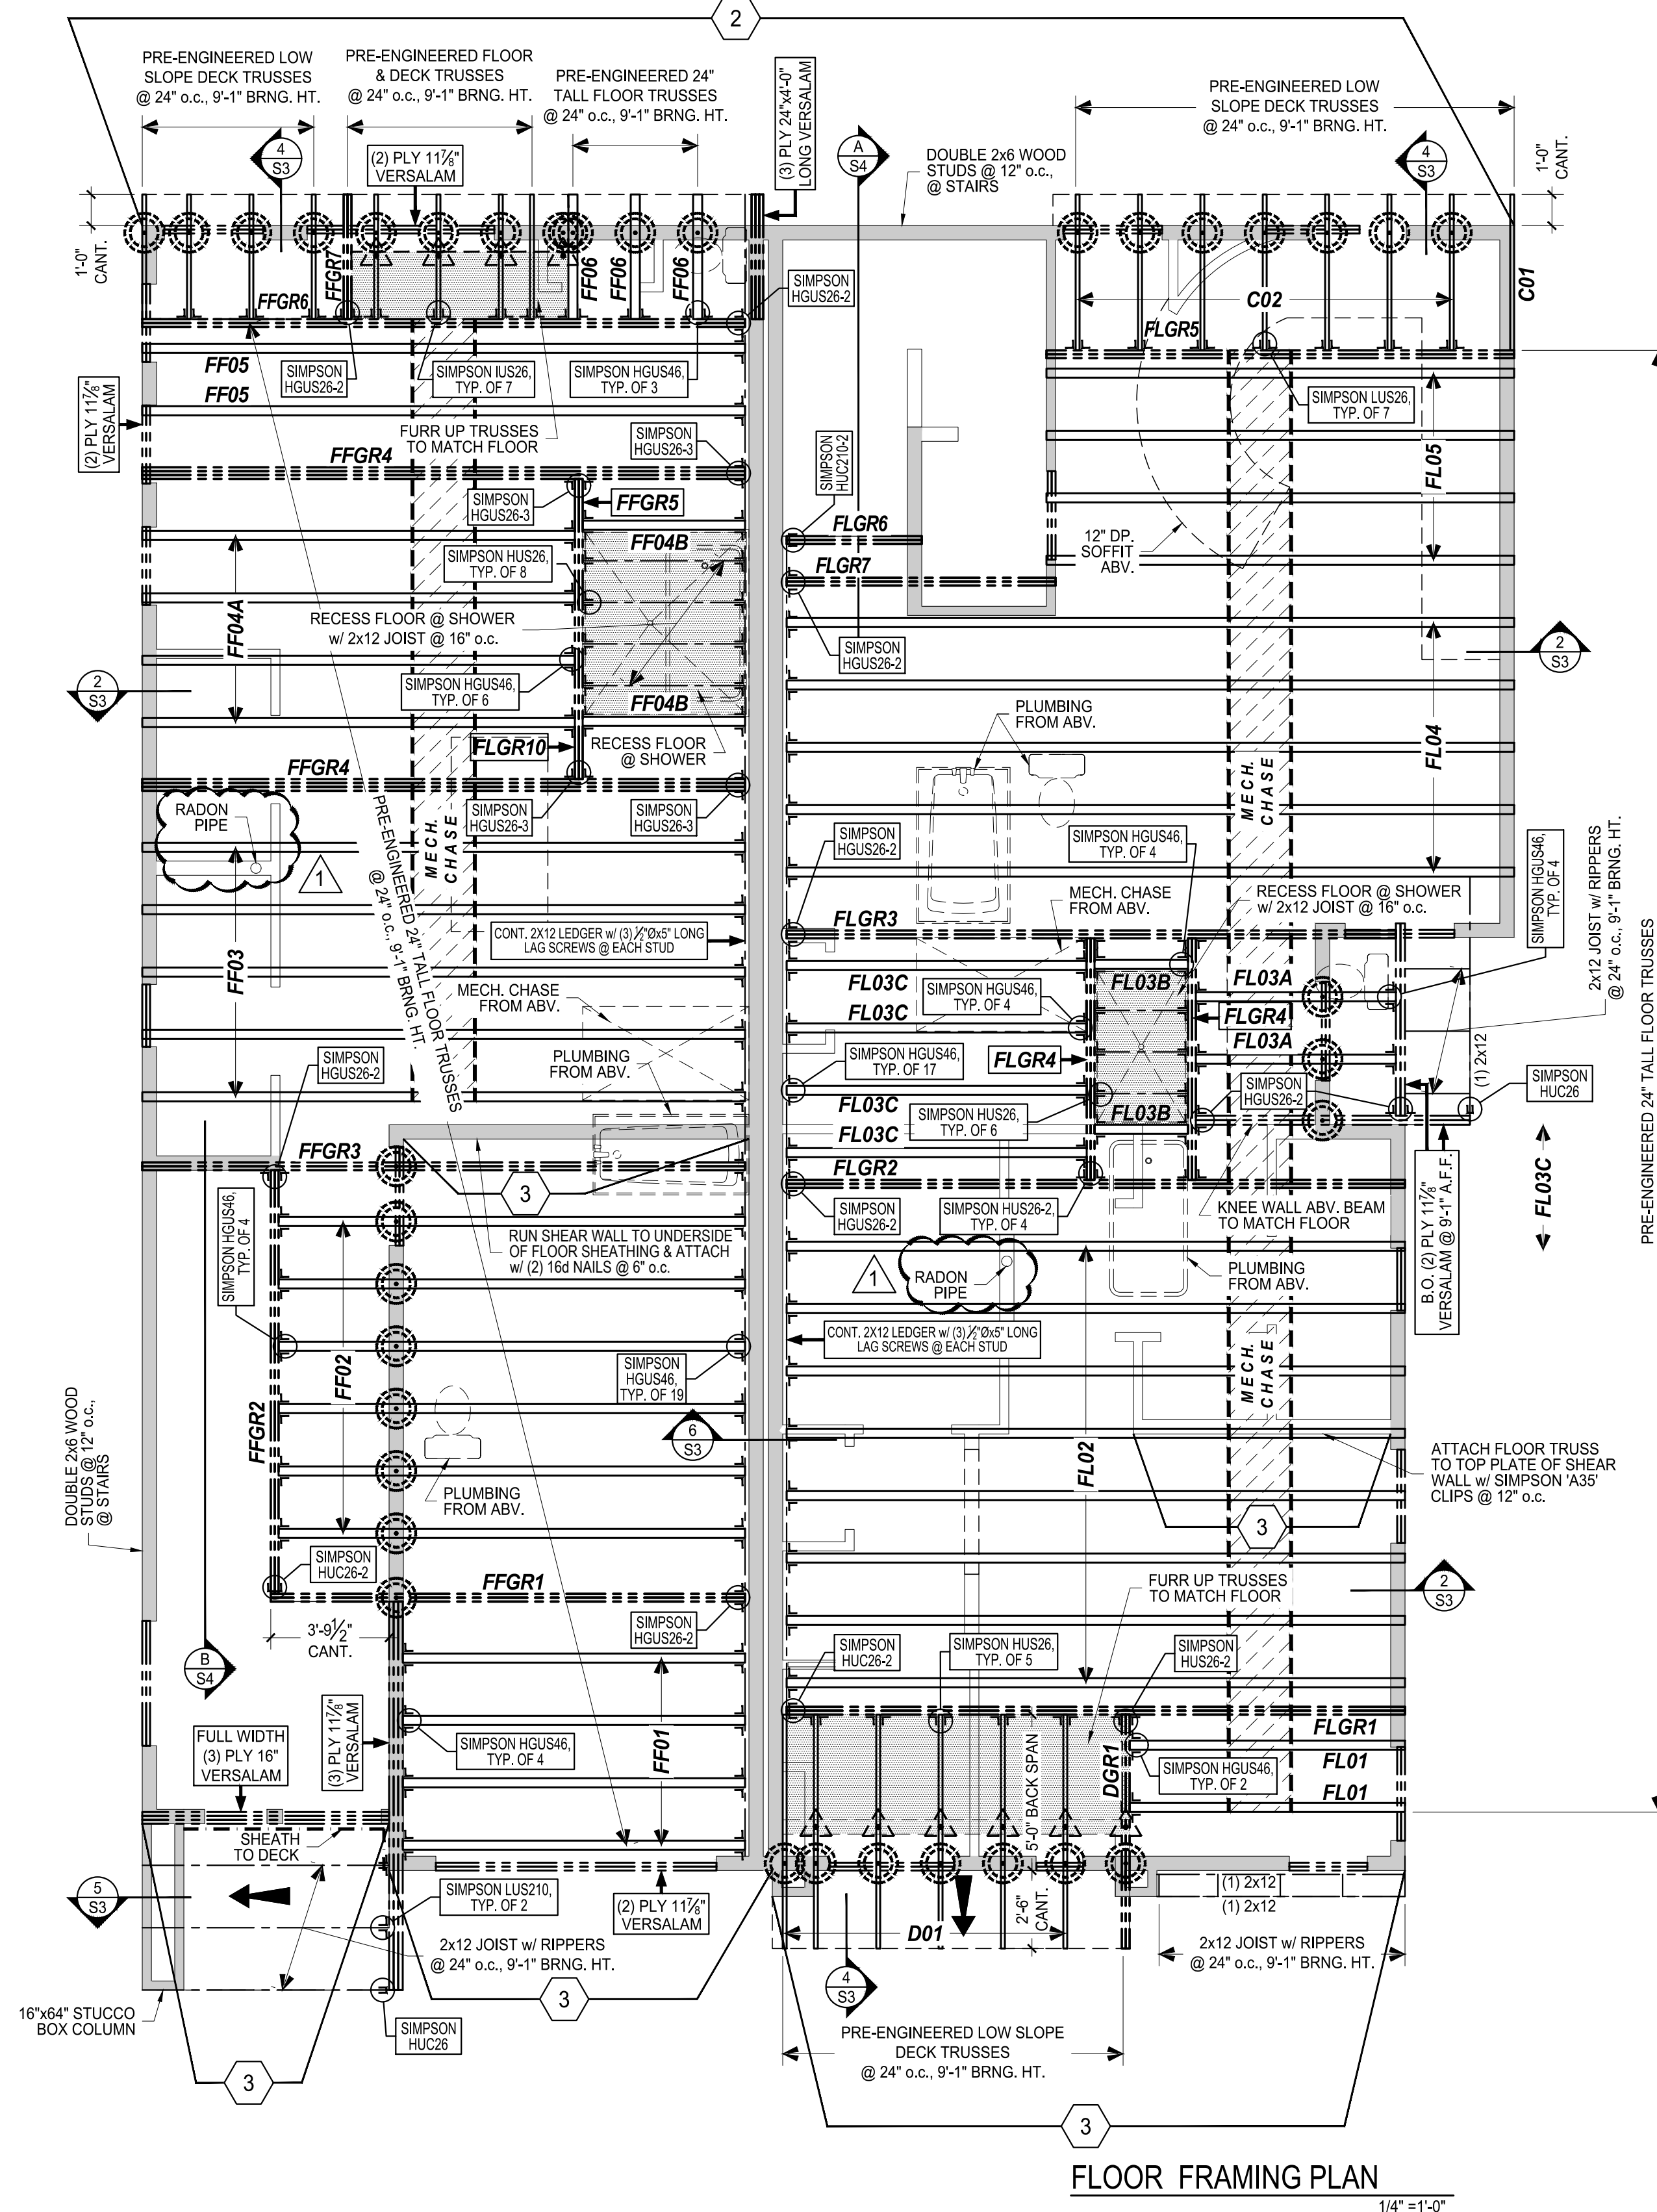 2
PRE-ENGINEERED LOW
SLOPE DECK TRUSSES
@ 24" o.c., 9'-1" BRNG. HT.
PRE-ENGINEERED FLOOR
& DECK TRUSSES
@ 24" o.c., 9'-1" BRNG. HT.
PRE-ENGINEERED 24"
TALL FLOOR TRUSSES
@ 24" o.c., 9'-1" BRNG. HT.
(3) PLY 24"x4'-0"
LONG VERSALAM
PRE-ENGINEERED LOW
SLOPE DECK TRUSSES
@ 24" o.c., 9'-1" BRNG. HT.
4
S3
(2) PLY 11⅞"
VERSALAM
A
S4
DOUBLE 2x6 WOOD
STUDS @ 12" o.c.,
@ STAIRS
4
S3
1'-0"
CANT.
1'-0"
CANT.
FFGR6
FFGR7
FF06
FF06
FF06
SIMPSON
HGUS26-2
C02
C01
FLGR5
FF05
FF05
SIMPSON
HGUS26-2
SIMPSON IUS26,
TYP. OF 7
SIMPSON HGUS46,
TYP. OF 3
SIMPSON LUS26,
TYP. OF 7
(2) PLY 11⅞"
VERSALAM
FURR UP TRUSSES
TO MATCH FLOOR
FFGR4
SIMPSON
HGUS26-3
SIMPSON
HUC210-2
FL05
SIMPSON
HGUS26-3
FFGR5
FLGR6
FF04B
SIMPSON HUS26,
TYP. OF 8
FLGR7
12" DP.
SOFFIT
ABV.
FF04A
RECESS FLOOR @ SHOWER
w/ 2x12 JOIST @ 16" o.c.
SIMPSON
HGUS26-2
2
S3
2
S3
SIMPSON HGUS46,
TYP. OF 6
FF04B
PLUMBING
FROM ABV.
FLGR10
RECESS FLOOR
@ SHOWER
FL04
FFGR4
MECH.
CHASE
RADON
PIPE
1
PRE-ENGINEERED 24" TALL FLOOR TRUSSES
@ 24" o.c., 9'-1" BRNG. HT.
MECH.
CHASE
SIMPSON
HGUS26-3
SIMPSON
HGUS26-3
SIMPSON
HGUS26-2
SIMPSON HGUS46,
TYP. OF 4
SIMPSON HGUS46,
TYP. OF 4
2x12 JOIST w/ RIPPERS
@ 24" o.c., 9'-1" BRNG. HT.
MECH. CHASE
FROM ABV.
RECESS FLOOR @ SHOWER
w/ 2x12 JOIST @ 16" o.c.
FLGR3
CONT. 2X12 LEDGER w/ (3) ½"Øx5" LONG
LAG SCREWS @ EACH STUD
FF03
MECH. CHASE
FROM ABV.
FL03C
FL03C
SIMPSON HGUS46,
TYP. OF 4
FL03B
FL03A
FLGR4
FL03A
PLUMBING
FROM ABV.
SIMPSON
HGUS26-2
SIMPSON HGUS46,
TYP. OF 17
FLGR4
(1) 2x12
SIMPSON
HUC26
SIMPSON
HGUS26-2
FL03C
FL03C
SIMPSON HUS26,
TYP. OF 6
FL03B
PRE-ENGINEERED 24" TALL FLOOR TRUSSES
FFGR3
FLGR2
3
FL03C
B.O. (2) PLY 11⅞"
VERSALAM @ 9'-1" A.F.F.
SIMPSON HGUS46,
TYP. OF 4
SIMPSON
HGUS26-2
SIMPSON HUS26-2,
TYP. OF 4
KNEE WALL ABV. BEAM
TO MATCH FLOOR
RUN SHEAR WALL TO UNDERSIDE
OF FLOOR SHEATHING & ATTACH
w/ (2) 16d NAILS @ 6" o.c.
1
RADON
PIPE
PLUMBING
FROM ABV.
CONT. 2X12 LEDGER w/ (3) ½"Øx5" LONG
LAG SCREWS @ EACH STUD
FF02
SIMPSON
HGUS46,
TYP. OF 19
MECH.
CHASE
DOUBLE 2x6 WOOD
STUDS @ 12" o.c.,
@ STAIRS
FFGR2
6
S3
FL02
ATTACH FLOOR TRUSS
TO TOP PLATE OF SHEAR
WALL w/ SIMPSON 'A35'
CLIPS @ 12" o.c.
PLUMBING
FROM ABV.
3
SIMPSON
HUC26-2
FFGR1
FURR UP TRUSSES
TO MATCH FLOOR
2
S3
3'-9½"
CANT.
SIMPSON
HGUS26-2
SIMPSON
HUC26-2
SIMPSON HUS26,
TYP. OF 5
SIMPSON
HUS26-2
B
S4
(3) PLY 11⅞"
VERSALAM
FULL WIDTH
(3) PLY 16"
VERSALAM
SIMPSON HGUS46,
TYP. OF 4
FF01
5'-0" BACK SPAN
DGR1
FLGR1
SIMPSON HGUS46,
TYP. OF 2
FL01
FL01
SHEATH
TO DECK
5
S3
SIMPSON LUS210,
TYP. OF 2
(2) PLY 11⅞"
VERSALAM
2'-6"
CANT.
D01
(1) 2x12
(1) 2x12
2x12 JOIST w/ RIPPERS
@ 24" o.c., 9'-1" BRNG. HT.
2x12 JOIST w/ RIPPERS
@ 24" o.c., 9'-1" BRNG. HT.
4
S3
3
16"x64" STUCCO
BOX COLUMN
SIMPSON
HUC26
PRE-ENGINEERED LOW SLOPE
DECK TRUSSES
@ 24" o.c., 9'-1" BRNG. HT.
3
3
FLOOR FRAMING PLAN
1/4" =1'-0"